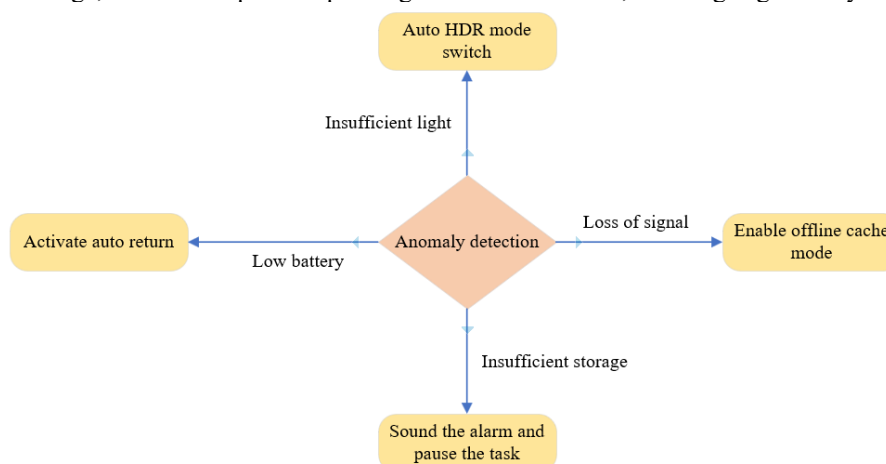 Auto HDR mode
switch
Insufficient light
Loss of signal
Activate auto return
Anomaly detection
Enable offline cache
mode
Low battery
Insufficient storage
Sound the alarm and
pause the task